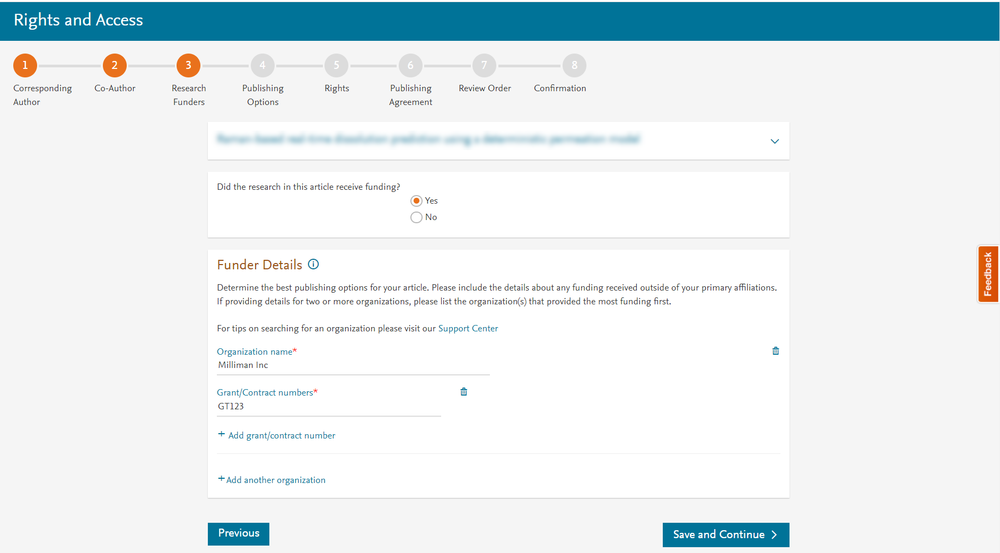 Rights and Access
1
2
3
4
5
6
7
8
Corresponding
Author
Co-Author
Research
Funders
Publishing
Options
Rights
Publishing
Agreement
Review Order
Confirmation
Did the research in this article receive funding?
Yes
No
Funder Details
Determine the best publishing options for your article. Please include the details about any funding received outside of your primary affiliations.
If providing details for two or more organizations, please list the organization(s) that provided the most funding first.
For tips on searching for an organization please visit our Support Center
Organization name*
Milliman Inc
Grant/Contract numbers*
GT123
+ Add grant/contract number
+ Add another organization
Previous
Save and Continue
Feedback